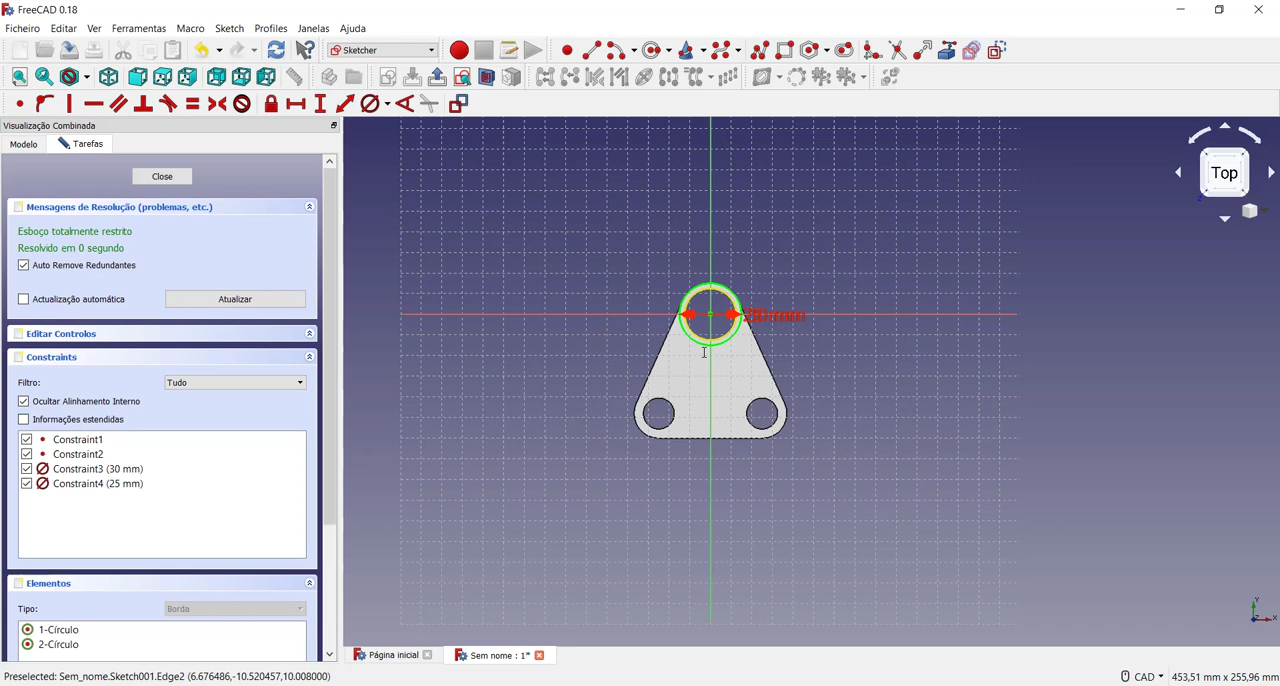 FreeCAD 0.18
Ficheiro Editar Ver Ferramentas Macro Sketch Profiles Janelas Ajuda
Sketcher
Visualização Combinada
Modelo Tarefas
Close
Mensagens de Resolução (problemas, etc.)
Esboço totalmente restrito
Resolvido em 0 segundo
Auto Remove Redundantes
Actualização automática Atualizar
Editar Controlos
Constraints
Filtro: Tudo
Ocultar Alinhamento Interno
Informações estendidas
Constraint1
Constraint2
Constraint3 (30 mm)
Constraint4 (25 mm)
Elementos
Tipo: Borda
1-Círculo
2-Círculo
Top
Z
Y
Z X
Página inicial Sem nome : 1*
Preselected: Sem_nome.Sketch001.Edge2 (6.676486,-10.520457,10.008000) CAD 453,51 mm x 255,96 mm